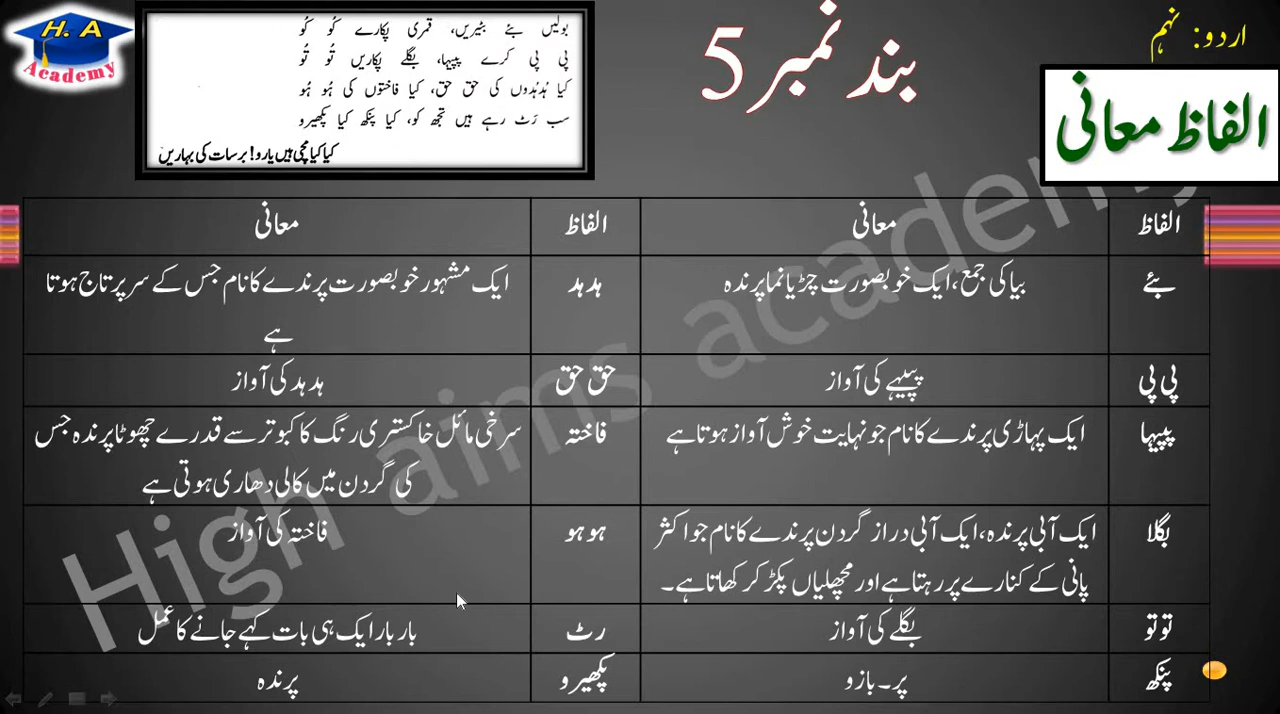 اردو: نہم
الفاظ معانی
بند نمبر 5
H. A
Academy
بولیں بئے بٹیریں، قمری پکارے کُو کُو
پی پی کرے پپیہا، بگلے پکاریں تُو تُو
کیا ہُدہُدوں کی حق حق، کیا فاختوں کی ہُو ہُو
سب رَٹ رہے ہیں تجھ کو، کیا پنکھ کیا پکھیرو
کیا کیا مچی ہیں یارو! برسات کی بہاریں
الفاظ معانی الفاظ معانی
بئے بیا کی جمع، ایک خوبصورت چڑیا نما پرندہ ہدہد ایک مشہور خوبصورت پرندے کا نام جس کے سر پر تاج ہوتا
ہے
پی پی پپیہے کی آواز حق حق ہدہد کی آواز
پپیہا ایک پہاڑی پرندے کا نام جو نہایت خوش آواز ہوتا ہے فاختہ سرخی مائل خاکستری رنگ کا کبوتر سے قدرے چھوٹا پرندہ جس
کی گردن میں کالی دھاری ہوتی ہے
بگلا ایک آبی پرندہ، ایک آبی دراز گردن پرندے کا نام جو اکثر ہو ہو فاختہ کی آواز
پانی کے کنارے پر رہتا ہے اور مچھلیاں پکڑ کر کھاتا ہے۔
تو تو بگلے کی آواز رٹ بار بار ایک ہی بات کہے جانے کا عمل
پنکھ پر۔ بازو پکھیرو پرندہ
High aims academy